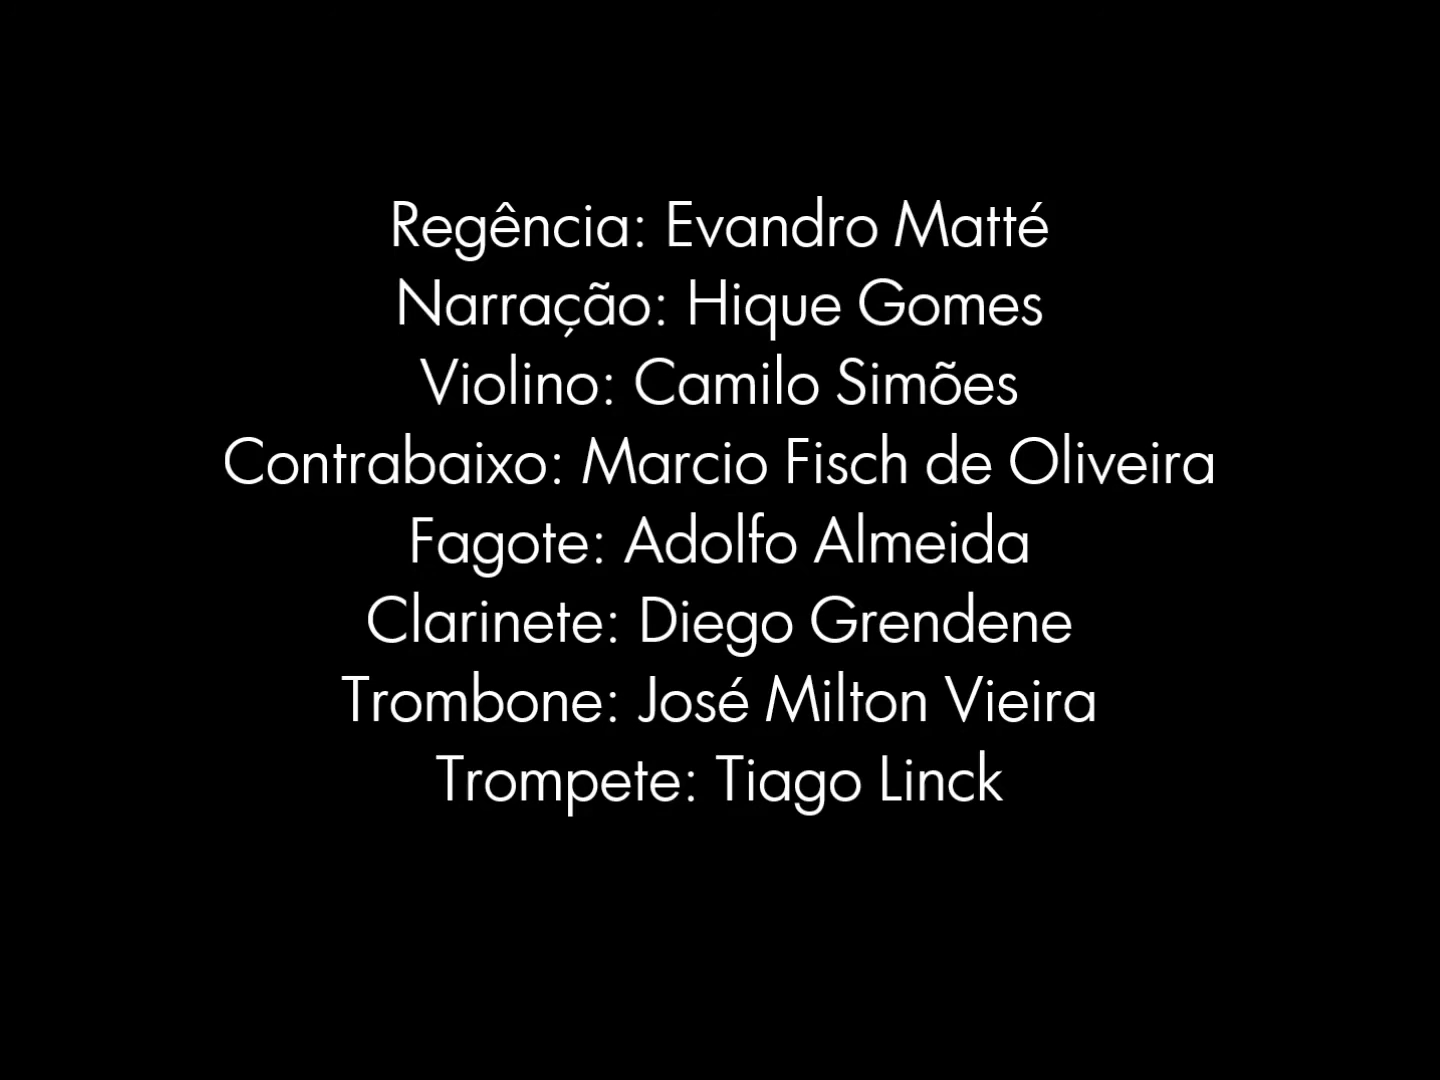 Regência: Evandro Matté
Narração: Hique Gomes
Violino: Camilo Simões
Contrabaixo: Marcio Fisch de Oliveira
Fagote: Adolfo Almeida
Clarinete: Diego Grendene
Trombone: José Milton Vieira
Trompete: Tiago Linck